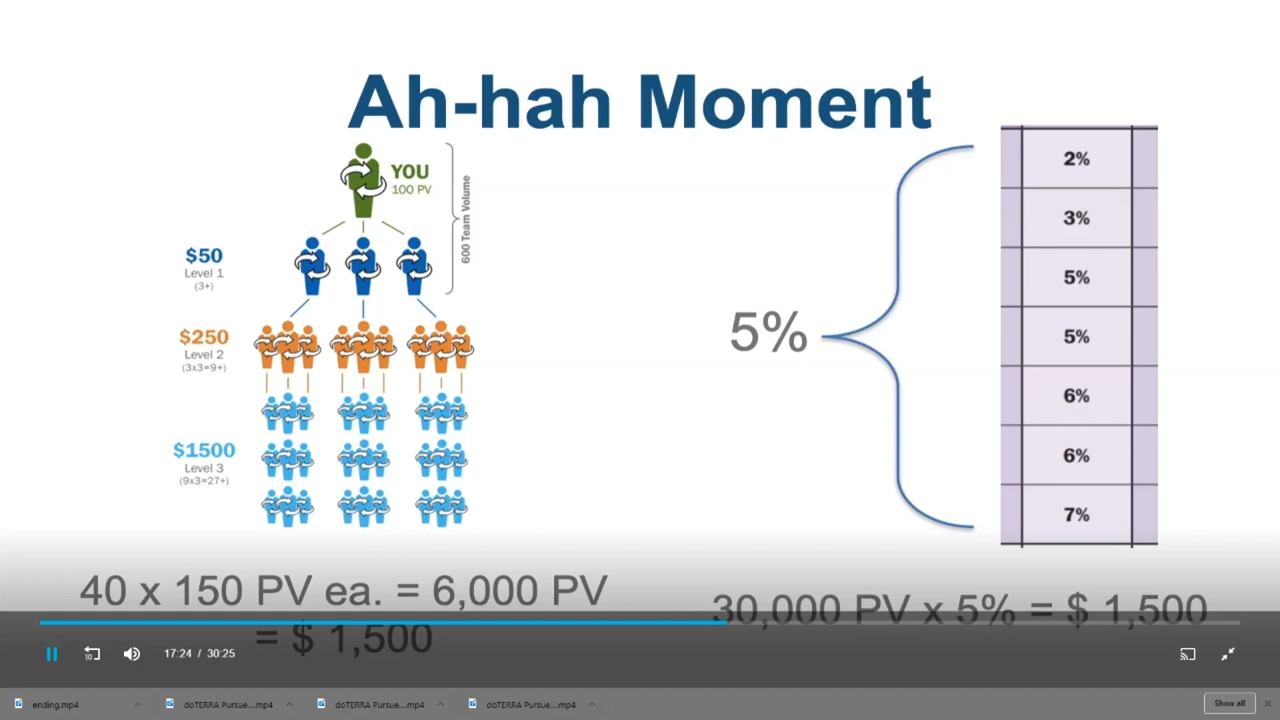 Ah-hah Moment
YOU
100 PV
600 Team Volume
$50
Level 1
(3+)
$250
Level 2
(3x3=9+)
$1500
Level 3
(9x3=27+)
5%
2%
3%
5%
5%
6%
6%
7%
40 x 150 PV ea. = 6,000 PV
= $ 1,500
30,000 PV x 5% = $ 1,500
10
17:24 / 30:25
ending.mp4
doTERRA Pursue....mp4
doTERRA Pursue....mp4
doTERRA Pursue....mp4
Show all